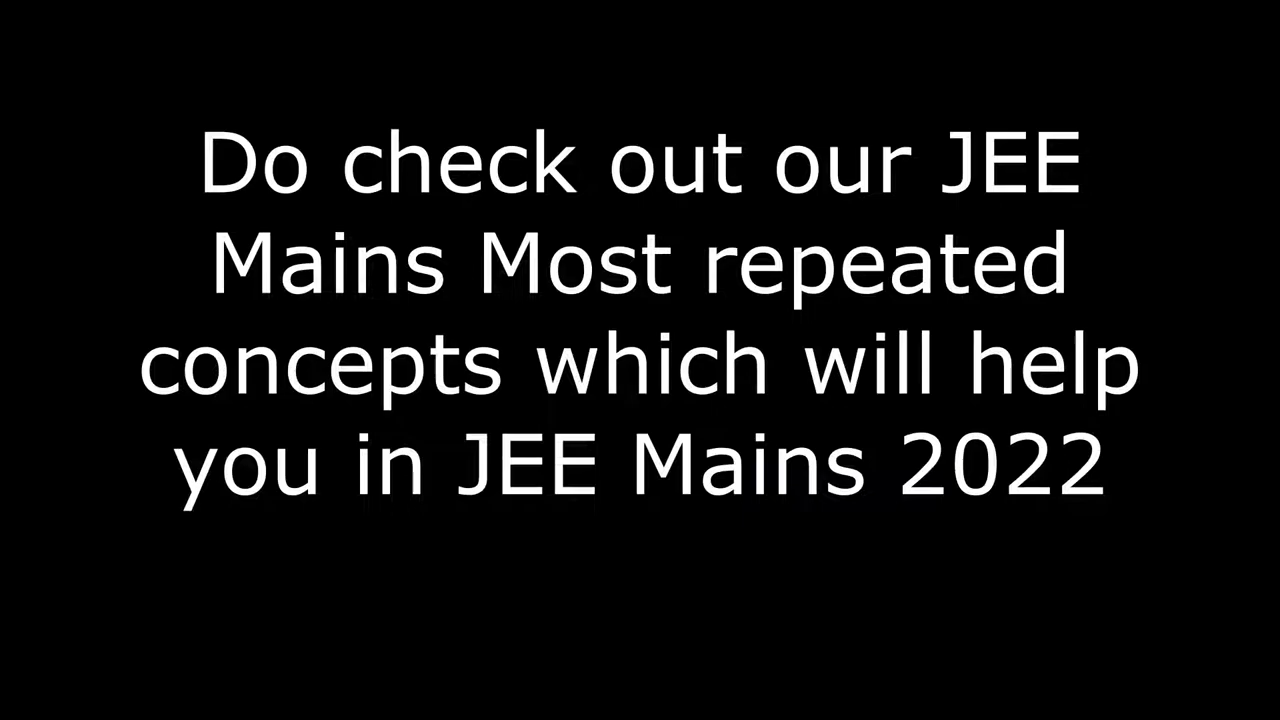 Do check out our JEE
Mains Most repeated
concepts which will help
you in JEE Mains 2022